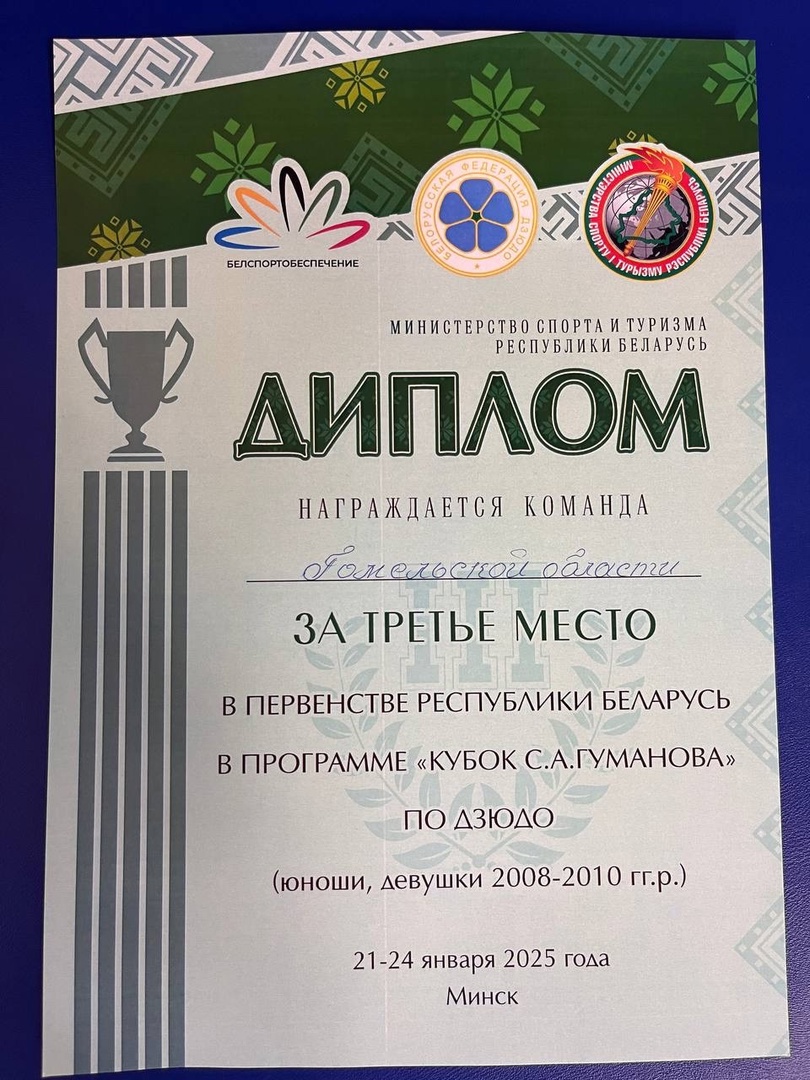 БЕЛСПОРТОБЕСПЕЧЕНИЕ
БЕЛОРУССКАЯ ФЕДЕРАЦИЯ ДЗЮДО
МІНІСТЭРСТВА СПОРТУ І ТУРЫЗМУ РЭСПУБЛІКІ БЕЛАРУСЬ
МИНИСТЕРСТВО СПОРТА И ТУРИЗМА
РЕСПУБЛИКИ БЕЛАРУСЬ
ДИПЛОМ
НАГРАЖДАЕТСЯ КОМАНДА
Гомельской области
III
ЗА ТРЕТЬЕ МЕСТО
В ПЕРВЕНСТВЕ РЕСПУБЛИКИ БЕЛАРУСЬ
В ПРОГРАММЕ «КУБОК С.А.ГУМАНОВА»
ПО ДЗЮДО
(юноши, девушки 2008-2010 гг.р.)
21-24 января 2025 года
Минск